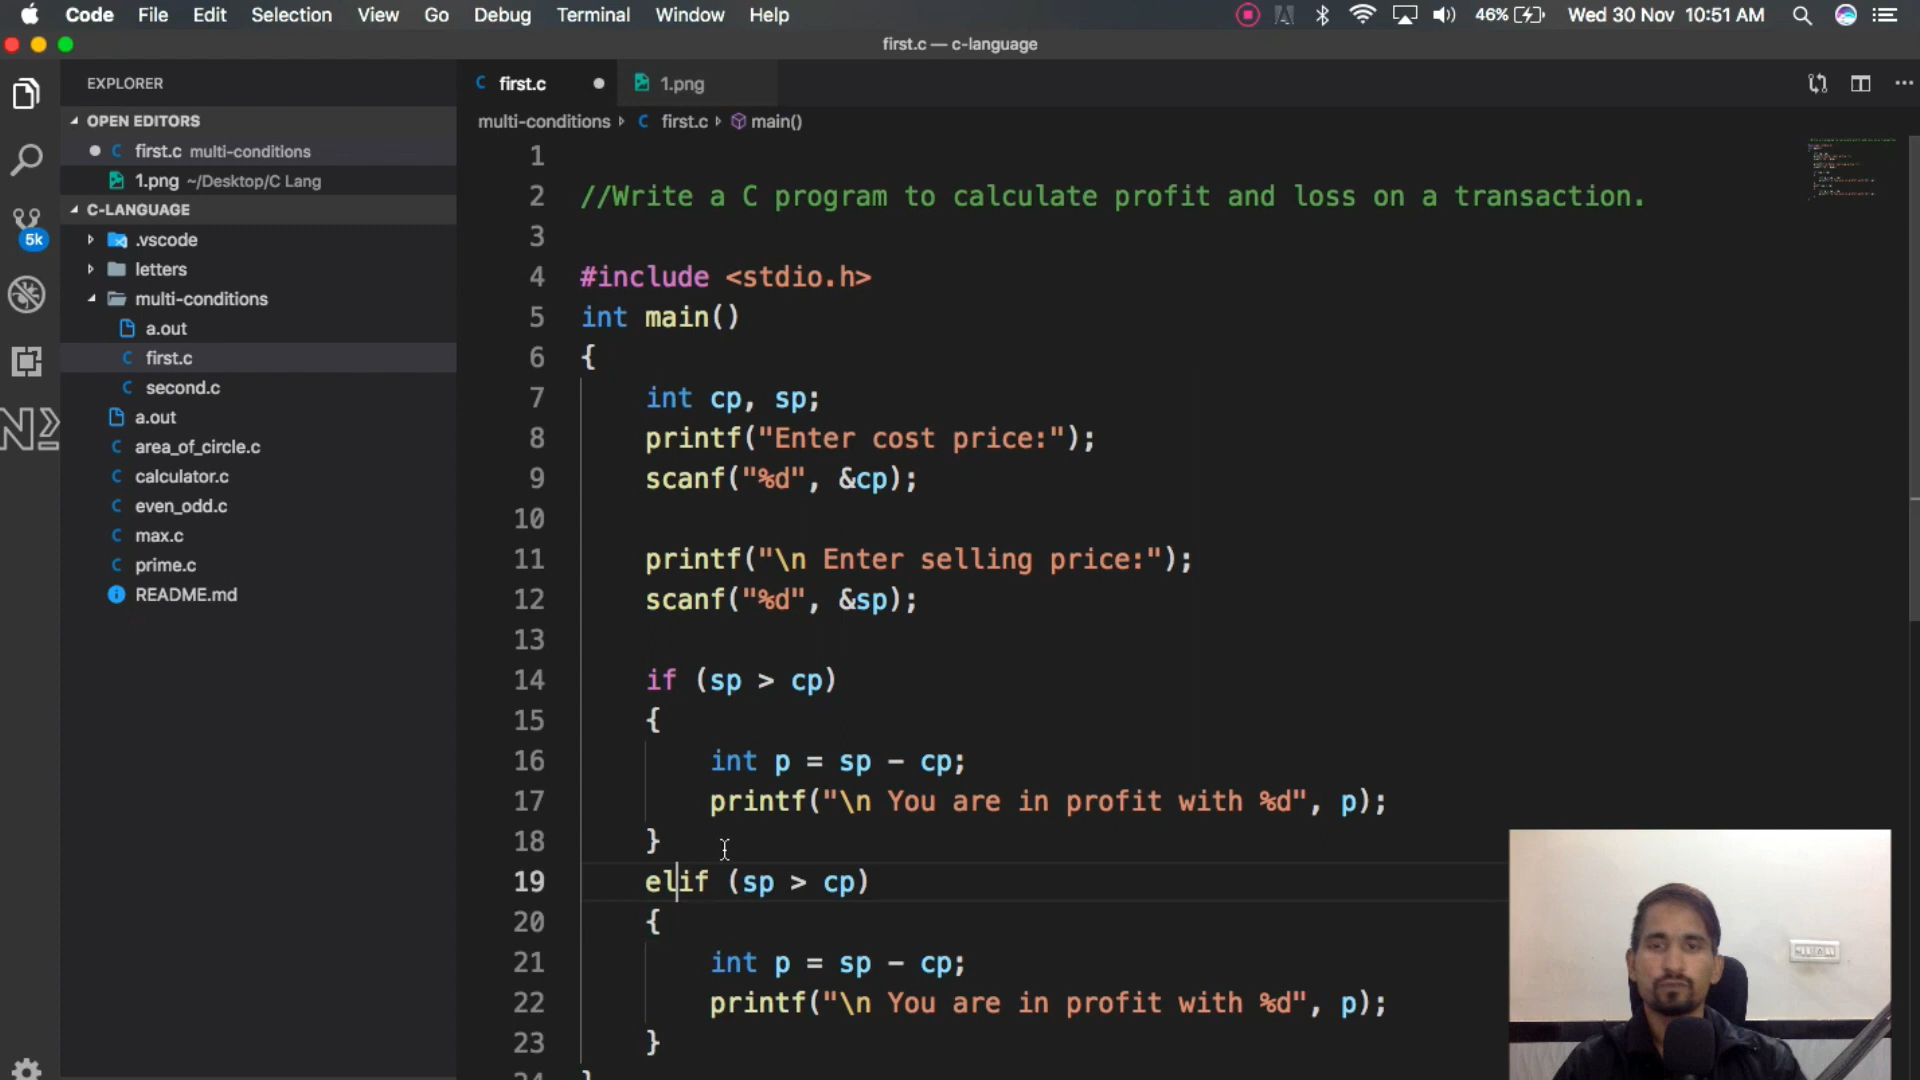 Code File Edit Selection View Go Debug Terminal Window Help 46% Wed 30 Nov 10:51 AM
first.c — c-language
EXPLORER
OPEN EDITORS
first.c multi-conditions
1.png ~/Desktop/C Lang
C-LANGUAGE
.vscode
letters
multi-conditions
a.out
first.c
second.c
a.out
area_of_circle.c
calculator.c
even_odd.c
max.c
prime.c
README.md
5k
first.c 1.png
multi-conditions first.c main()
1
2 //Write a C program to calculate profit and loss on a transaction.
3
4 #include <stdio.h>
5 int main()
6 {
7 int cp, sp;
8 printf("Enter cost price:");
9 scanf("%d", &cp);
10
11 printf("\n Enter selling price:");
12 scanf("%d", &sp);
13
14 if (sp > cp)
15 {
16 int p = sp - cp;
17 printf("\n You are in profit with %d", p);
18 }
19 elif (sp > cp)
20 {
21 int p = sp - cp;
22 printf("\n You are in profit with %d", p);
23 }